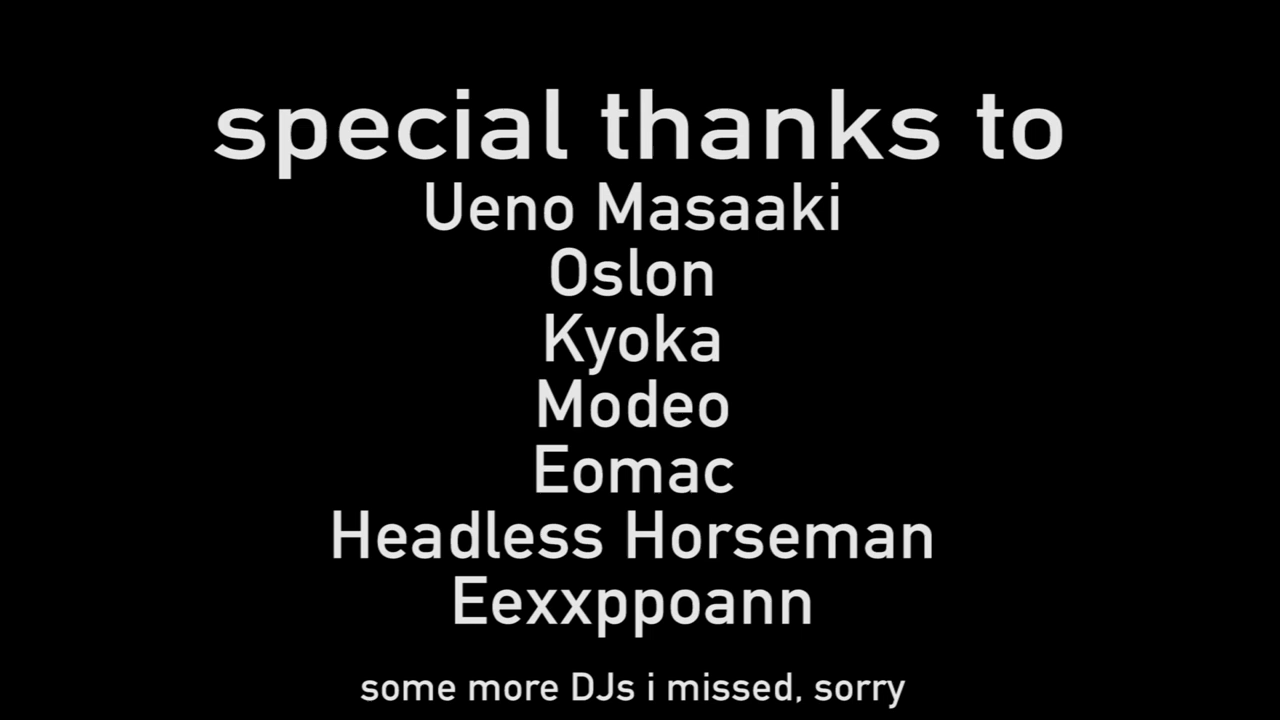 special thanks to
Ueno Masaaki
Oslon
Kyoka
Modeo
Eomac
Headless Horseman
Eexxppoann
some more DJs i missed, sorry